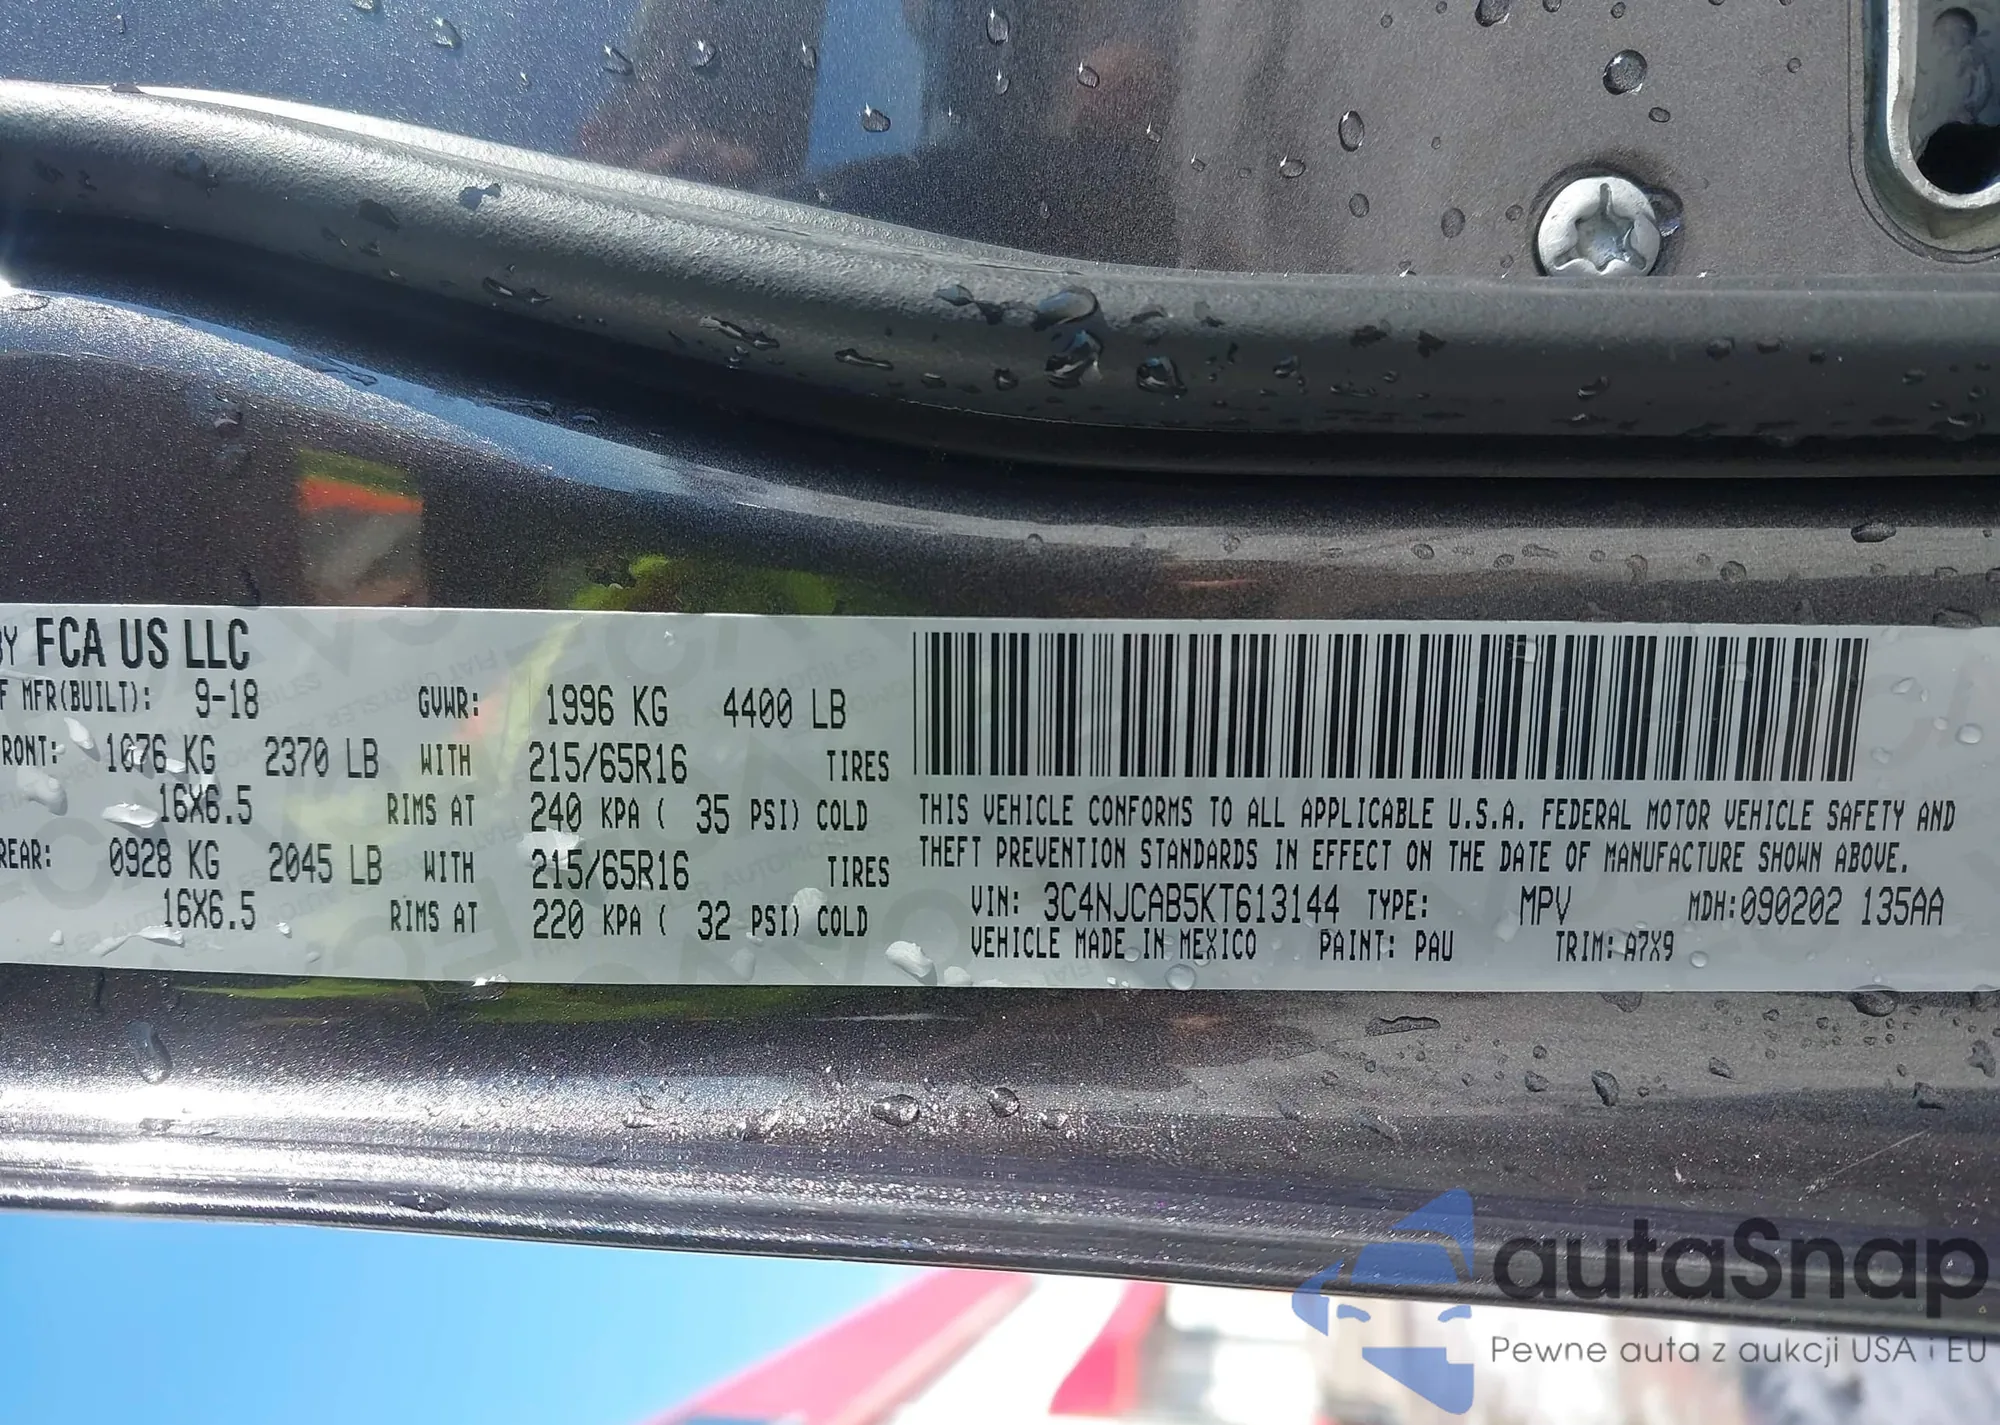 BY FCA US LLC
F MFR(BUILT): 9-18 GVWR: 1996 KG 4400 LB
RONT: 1076 KG 2370 LB WITH 215/65R16 TIRES
16X6.5 RIMS AT 240 KPA ( 35 PSI) COLD
REAR: 0928 KG 2045 LB WITH 215/65R16 TIRES
16X6.5 RIMS AT 220 KPA ( 32 PSI) COLD
THIS VEHICLE CONFORMS TO ALL APPLICABLE U.S.A. FEDERAL MOTOR VEHICLE SAFETY AND
THEFT PREVENTION STANDARDS IN EFFECT ON THE DATE OF MANUFACTURE SHOWN ABOVE.
VIN: 3C4NJCAB5KT613144 TYPE: MPV MDH:090202 135AA
VEHICLE MADE IN MEXICO PAINT: PAU TRIM: A7X9
autaSnap
Pewne auta z aukcji USA i EU